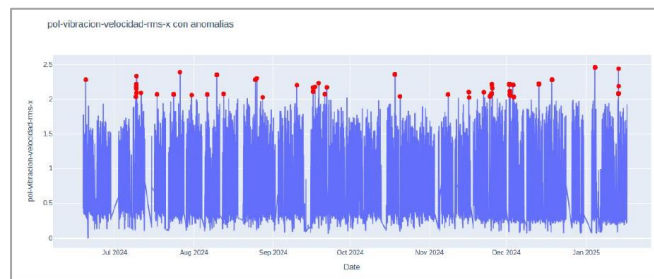 pol-vibracion-velocidad-rms-x con anomalias
2.5
2
1.5
1
0.5
0
pol-vibracion-velocidad-rms-x
Jul 2024
Aug 2024
Sep 2024
Oct 2024
Nov 2024
Dec 2024
Jan 2025
Date